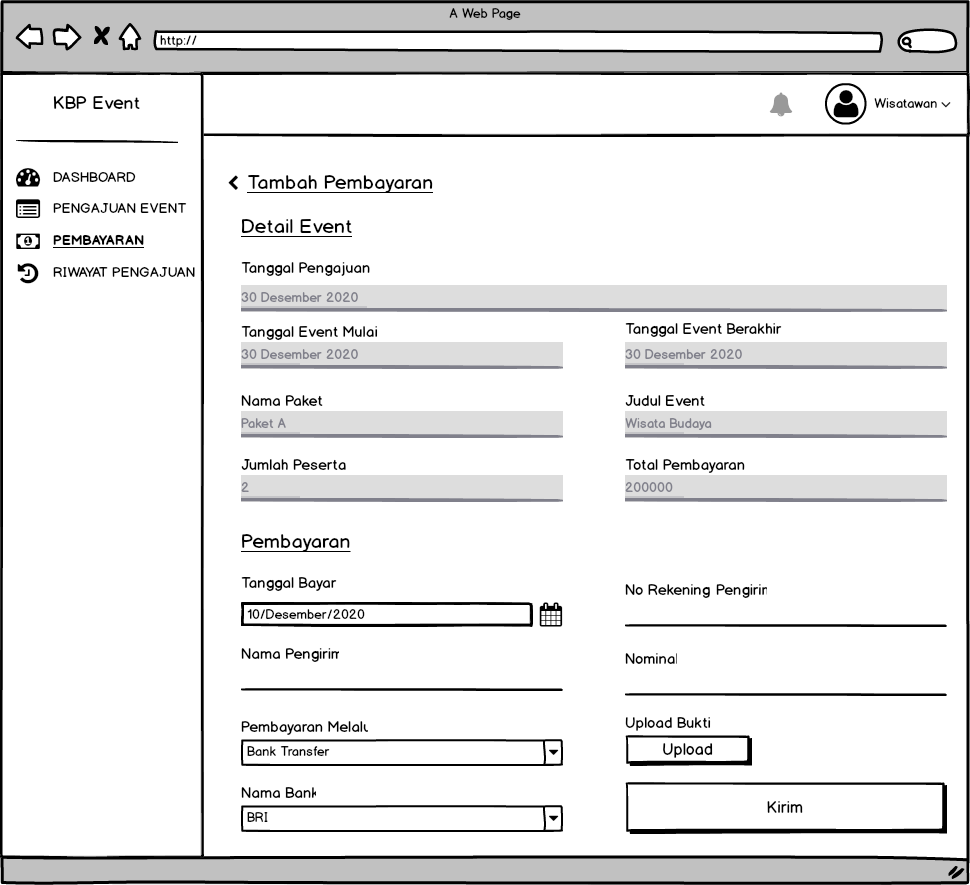 A Web Page
http://
KBP Event
Wisatawan
DASHBOARD
PENGAJUAN EVENT
PEMBAYARAN
RIWAYAT PENGAJUAN
Tambah Pembayaran
Detail Event
Tanggal Pengajuan
30 Desember 2020
Tanggal Event Mulai
Tanggal Event Berakhir
30 Desember 2020
30 Desember 2020
Nama Paket
Judul Event
Paket A
Wisata Budaya
Jumlah Peserta
Total Pembayaran
2
200000
Pembayaran
Tanggal Bayar
No Rekening Pengirim
10/Desember/2020
Nama Pengirim
Nominal
Pembayaran Melalu
Upload Bukti
Bank Transfer
Upload
Nama Bank
BRI
Kirim